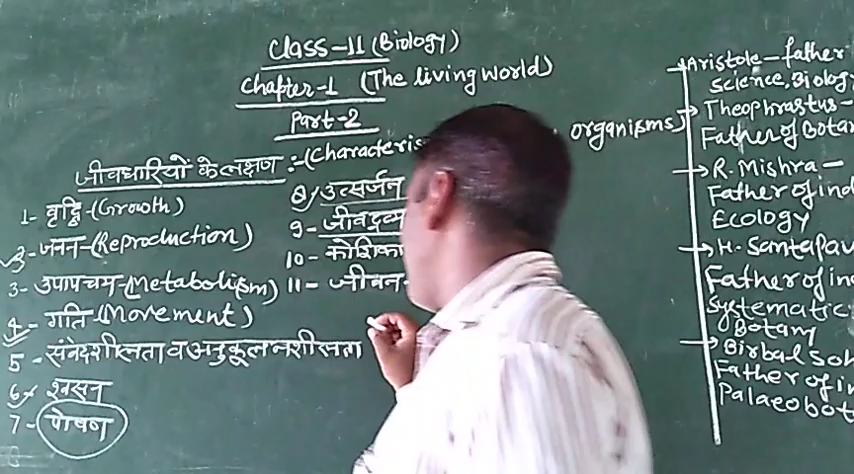 Class-11 (Biology)
Chapter-1 (The living world)
Part-2
जीवधारियों के लक्षण :- (Characteris organisms)
1- वृद्धि-(Growth)
2- जनन-(Reproduction)
3- उपापचय-(Metabolism)
4- गति-(Movement)
5- संवेदशीलता व अनुकूलनशीलता
6- श्वसन
7- पोषण
8, उत्सर्जन
9- जीवद्रव्य
10- कोशिका
11- जीवन-
Aristole-father
Science, Biology
Theophrastus-
Father of Botan
R. Mishra-
Father of ind
Ecology
H. Santapau
Father of in
Systematic
Botany
Birbal Sah
Father of in
Palaeobot